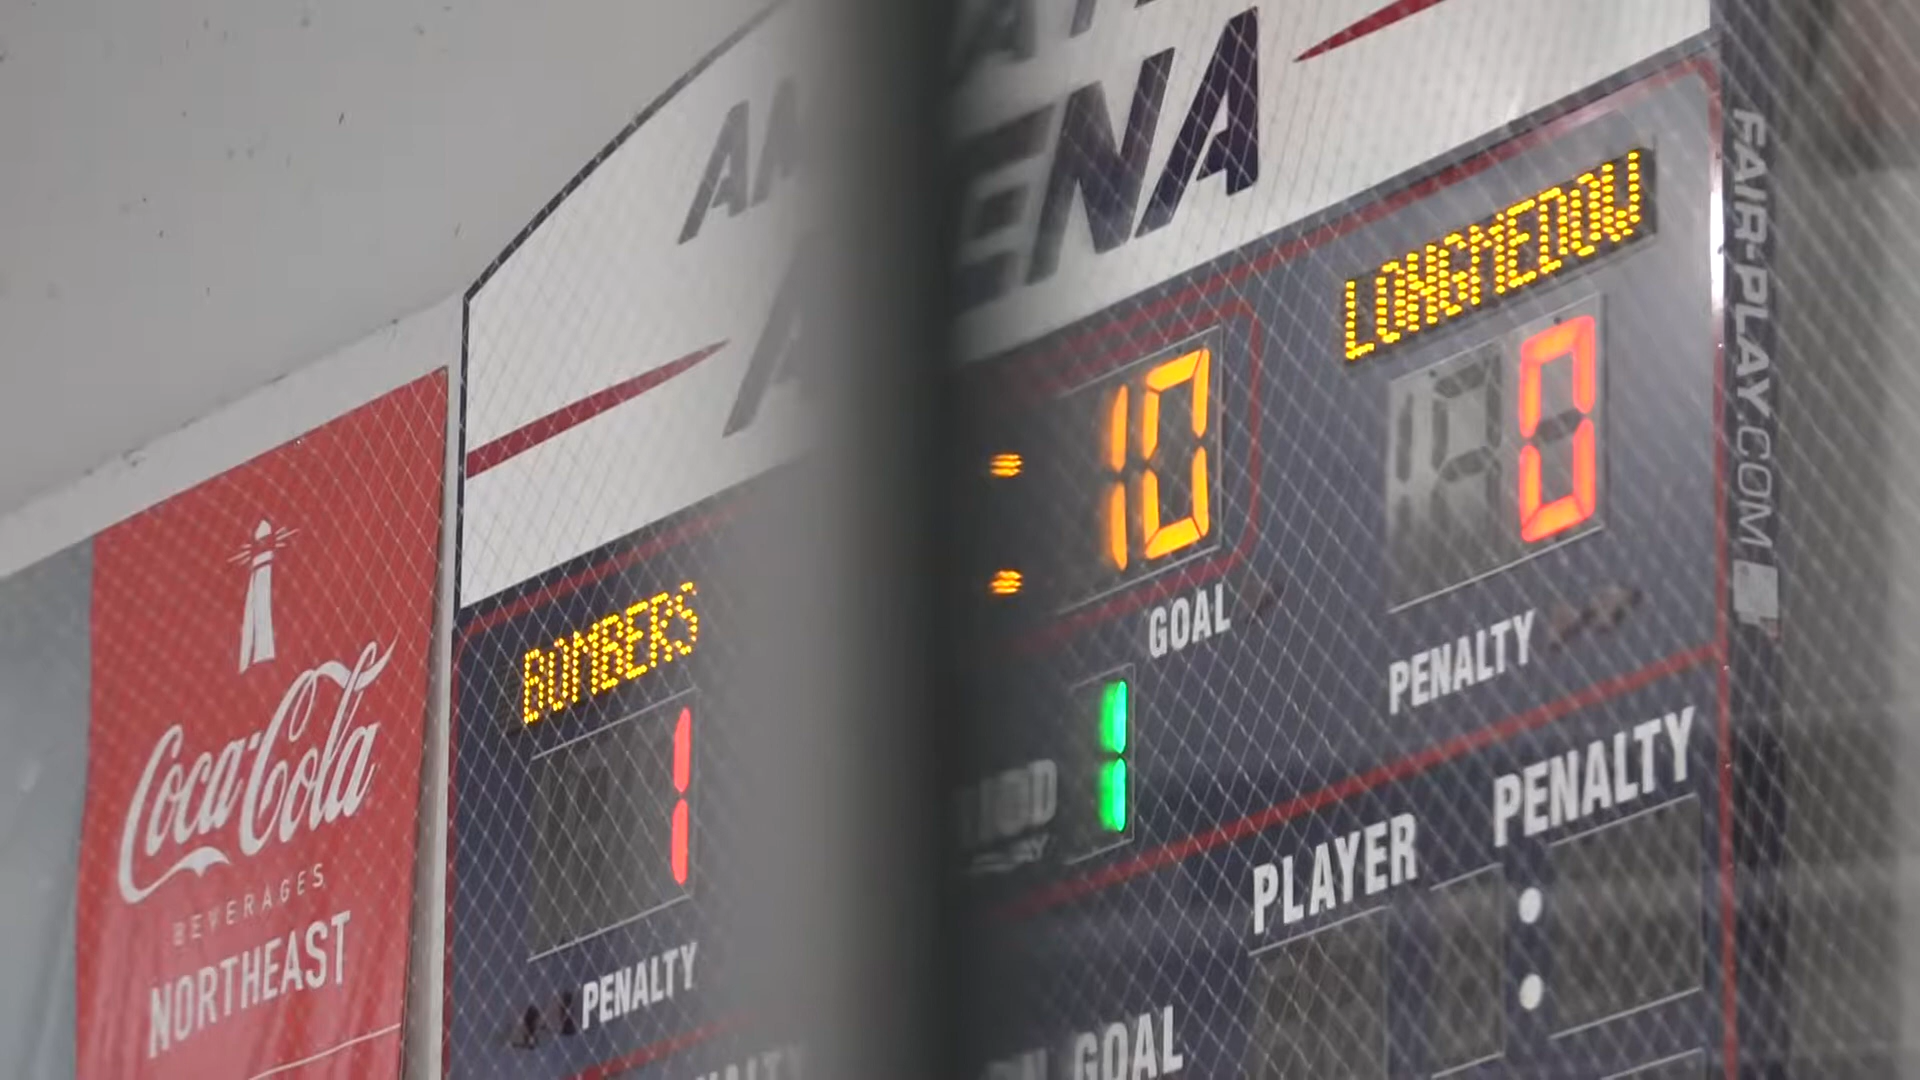 ENA
FAIR-PLAY.COM
LONGMEDOW
:10
0
GOAL
PENALTY
BOMBERS
1
PENALTY
1
PLAYER
PENALTY
:
GOAL
Coca-Cola
BEVERAGES
NORTHEAST